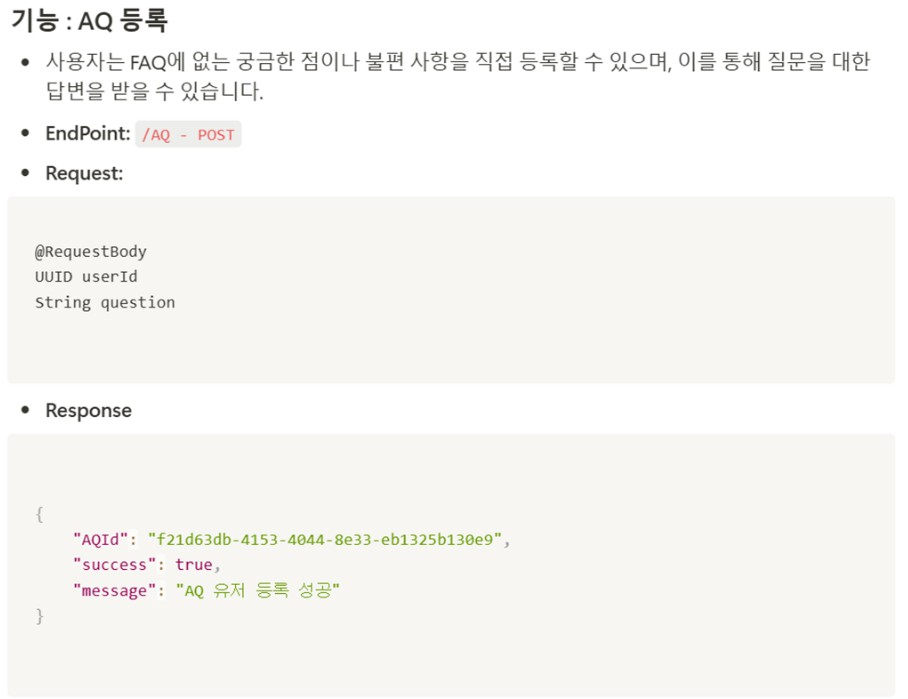 기능 : AQ 등록
• 사용자는 FAQ에 없는 궁금한 점이나 불편 사항을 직접 등록할 수 있으며, 이를 통해 질문을 대한
답변을 받을 수 있습니다.
• EndPoint: /AQ - POST
• Request:
@RequestBody
UUID userId
String question
• Response
{
"AQId": "f21d63db-4153-4044-8e33-eb1325b130e9",
"success": true,
"message": "AQ 유저 등록 성공"
}